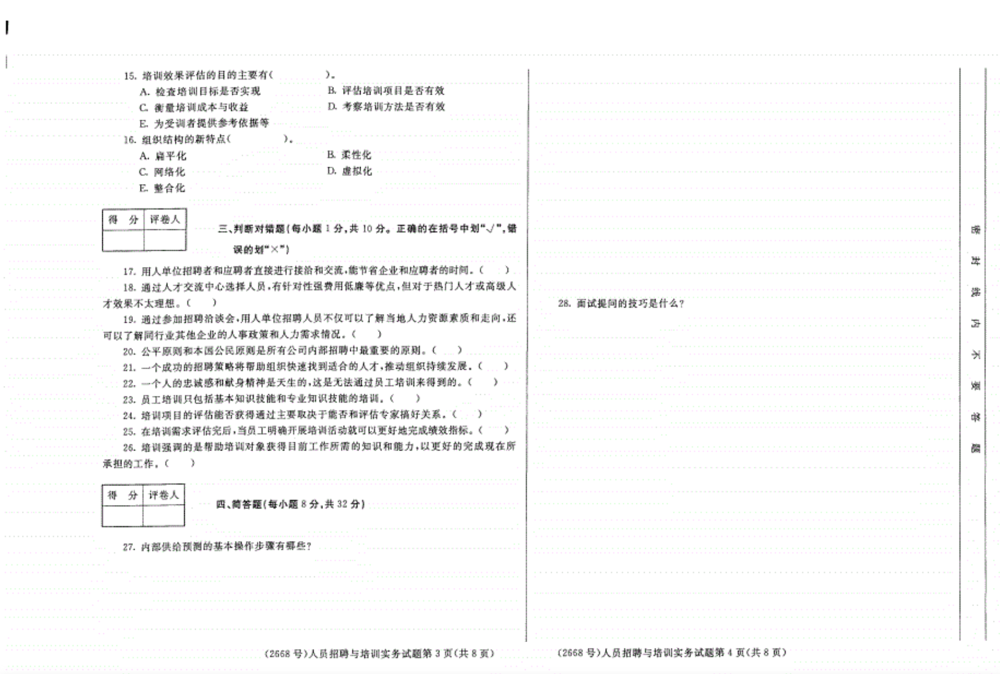 15. 培训效果评估的目的主要有(　　　)。
A. 检查培训目标是否实现　　B. 评估培训项目是否有效
C. 衡量培训成本与收益　　D. 考察培训方法是否有效
E. 为受训者提供参考依据等
16. 组织结构的新特点(　　　)。
A. 扁平化　　B. 柔性化
C. 网络化　　D. 虚拟化
E. 整合化
得 分　评卷人
三、判断对错题(每小题 1 分,共 10 分。正确的在括号中划“√”,错
误的划“×”)
17. 用人单位招聘者和应聘者直接进行接洽和交流,能节省企业和应聘者的时间。(　　)
18. 通过人才交流中心选择人员,有针对性强费用低廉等优点,但对于热门人才或高级人
才效果不太理想。(　　)
19. 通过参加招聘洽谈会,用人单位招聘人员不仅可以了解当地人力资源素质和走向,还
可以了解同行业其他企业的人事政策和人力需求情况。(　　)
20. 公平原则和本国公民原则是所有公司内部招聘中最重要的原则。(　　)
21. 一个成功的招聘策略将帮助组织快速找到适合的人才,推动组织持续发展。(　　)
22. 一个人的忠诚感和献身精神是天生的,这是无法通过员工培训来得到的。(　　)
23. 员工培训只包括基本知识技能和专业知识技能的培训。(　　)
24. 培训项目的评估能否获得通过主要取决于能否和评估专家搞好关系。(　　)
25. 在培训需求评估完后,当员工明确开展培训活动就可以更好地完成绩效指标。(　　)
26. 培训强调的是帮助培训对象获得目前工作所需的知识和能力,以更好的完成现在所
承担的工作。(　　)
得 分　评卷人
四、简答题(每小题 8 分,共 32 分)
27. 内部供给预测的基本操作步骤有哪些?
(2668 号)人员招聘与培训实务试题第 3 页(共 8 页)
28. 面试提问的技巧是什么?
(2668 号)人员招聘与培训实务试题第 4 页(共 8 页)
密封线内不要答题